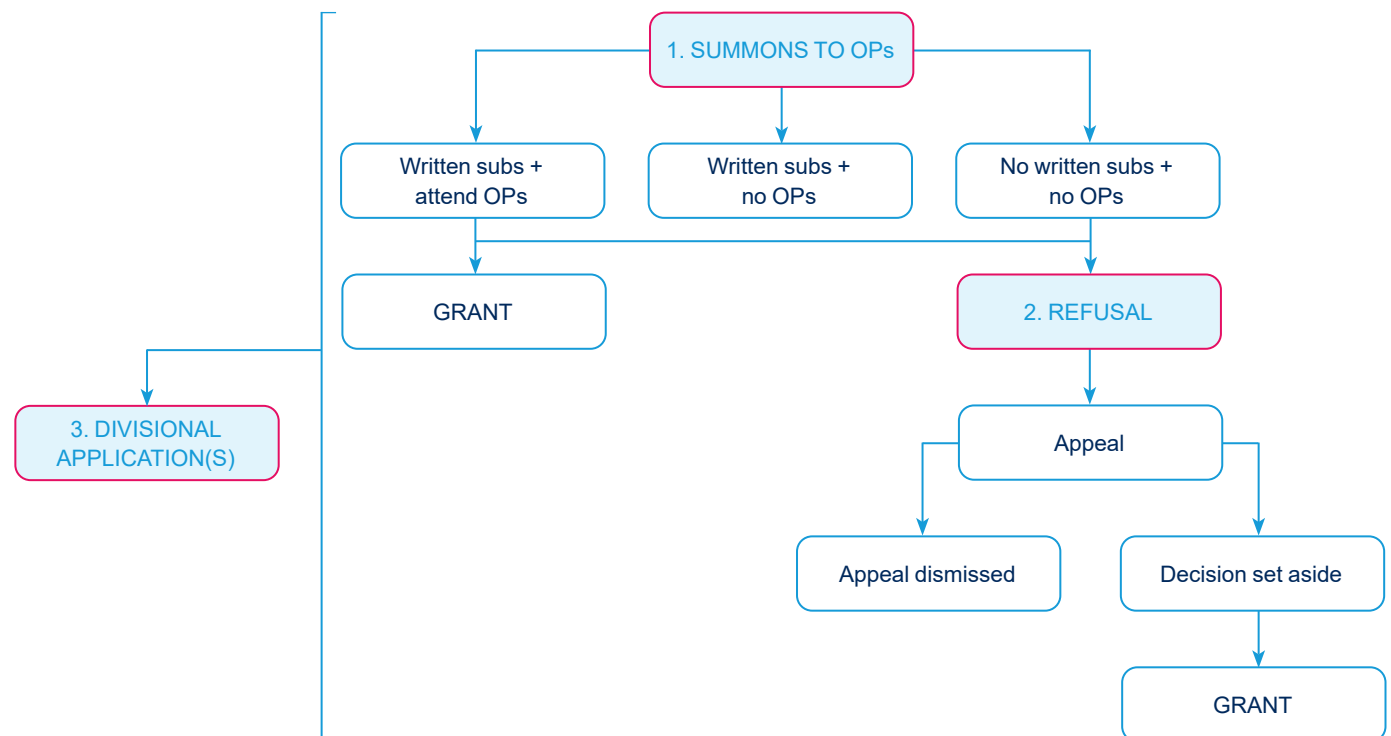 1. SUMMONS TO OPs
Written subs +
attend OPs
Written subs +
no OPs
No written subs +
no OPs
GRANT
2. REFUSAL
3. DIVISIONAL
APPLICATION(S)
Appeal
Appeal dismissed
Decision set aside
GRANT